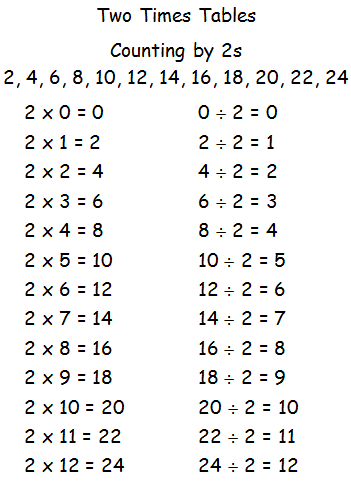 Two Times Tables
Counting by 2s
2, 4, 6, 8, 10, 12, 14, 16, 18, 20, 22, 24
2 x 0 = 0 0 ÷ 2 = 0
2 x 1 = 2 2 ÷ 2 = 1
2 x 2 = 4 4 ÷ 2 = 2
2 x 3 = 6 6 ÷ 2 = 3
2 x 4 = 8 8 ÷ 2 = 4
2 x 5 = 10 10 ÷ 2 = 5
2 x 6 = 12 12 ÷ 2 = 6
2 x 7 = 14 14 ÷ 2 = 7
2 x 8 = 16 16 ÷ 2 = 8
2 x 9 = 18 18 ÷ 2 = 9
2 x 10 = 20 20 ÷ 2 = 10
2 x 11 = 22 22 ÷ 2 = 11
2 x 12 = 24 24 ÷ 2 = 12